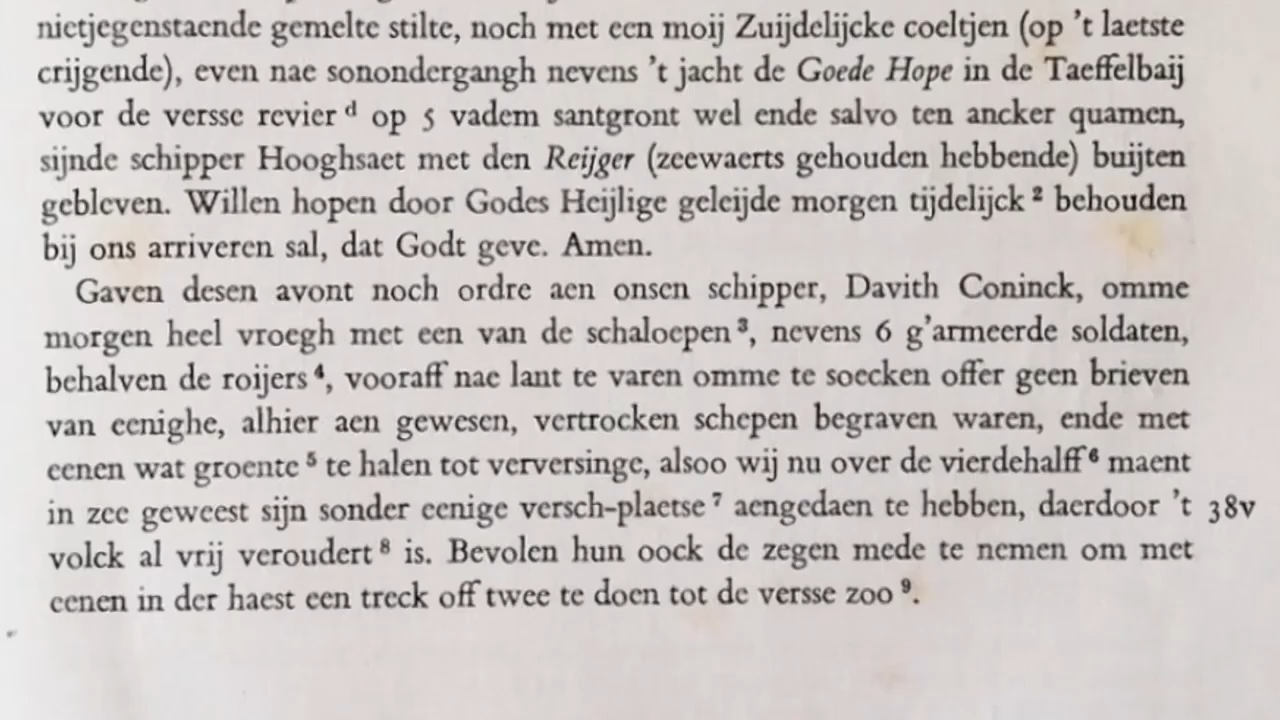 nietjegenstaende gemelte stilte, noch met een moij Zuijdelijcke coeltjen (op 't laetste
crijgende), even nae sonondergangh nevens 't jacht de Goede Hope in de Taeffelbaij
voor de versse revier ᵈ op 5 vadem santgront wel ende salvo ten ancker quamen,
sijnde schipper Hooghsaet met den Reijger (zeewaerts gehouden hebbende) buijten
gebleven. Willen hopen door Godes Heijlige geleijde morgen tijdelijck ² behouden
bij ons arriveren sal, dat Godt geve. Amen.
Gaven desen avont noch ordre aen onsen schipper, Davith Coninck, omme
morgen heel vroegh met een van de schaloepen ³, nevens 6 g'armeerde soldaten,
behalven de roijers ⁴, vooraff nae lant te varen omme te soecken offer geen brieven
van eenighe, alhier aen gewesen, vertrocken schepen begraven waren, ende met
eenen wat groente ⁵ te halen tot verversinge, alsoo wij nu over de vierdehalff ⁶ maent
in zee geweest sijn sonder eenige versch-plaetse ⁷ aengedaen te hebben, daerdoor 't 38v
volck al vrij veroudert ⁸ is. Bevolen hun oock de zegen mede te nemen om met
eenen in der haest een treck off twee te doen tot de versse zoo ⁹.